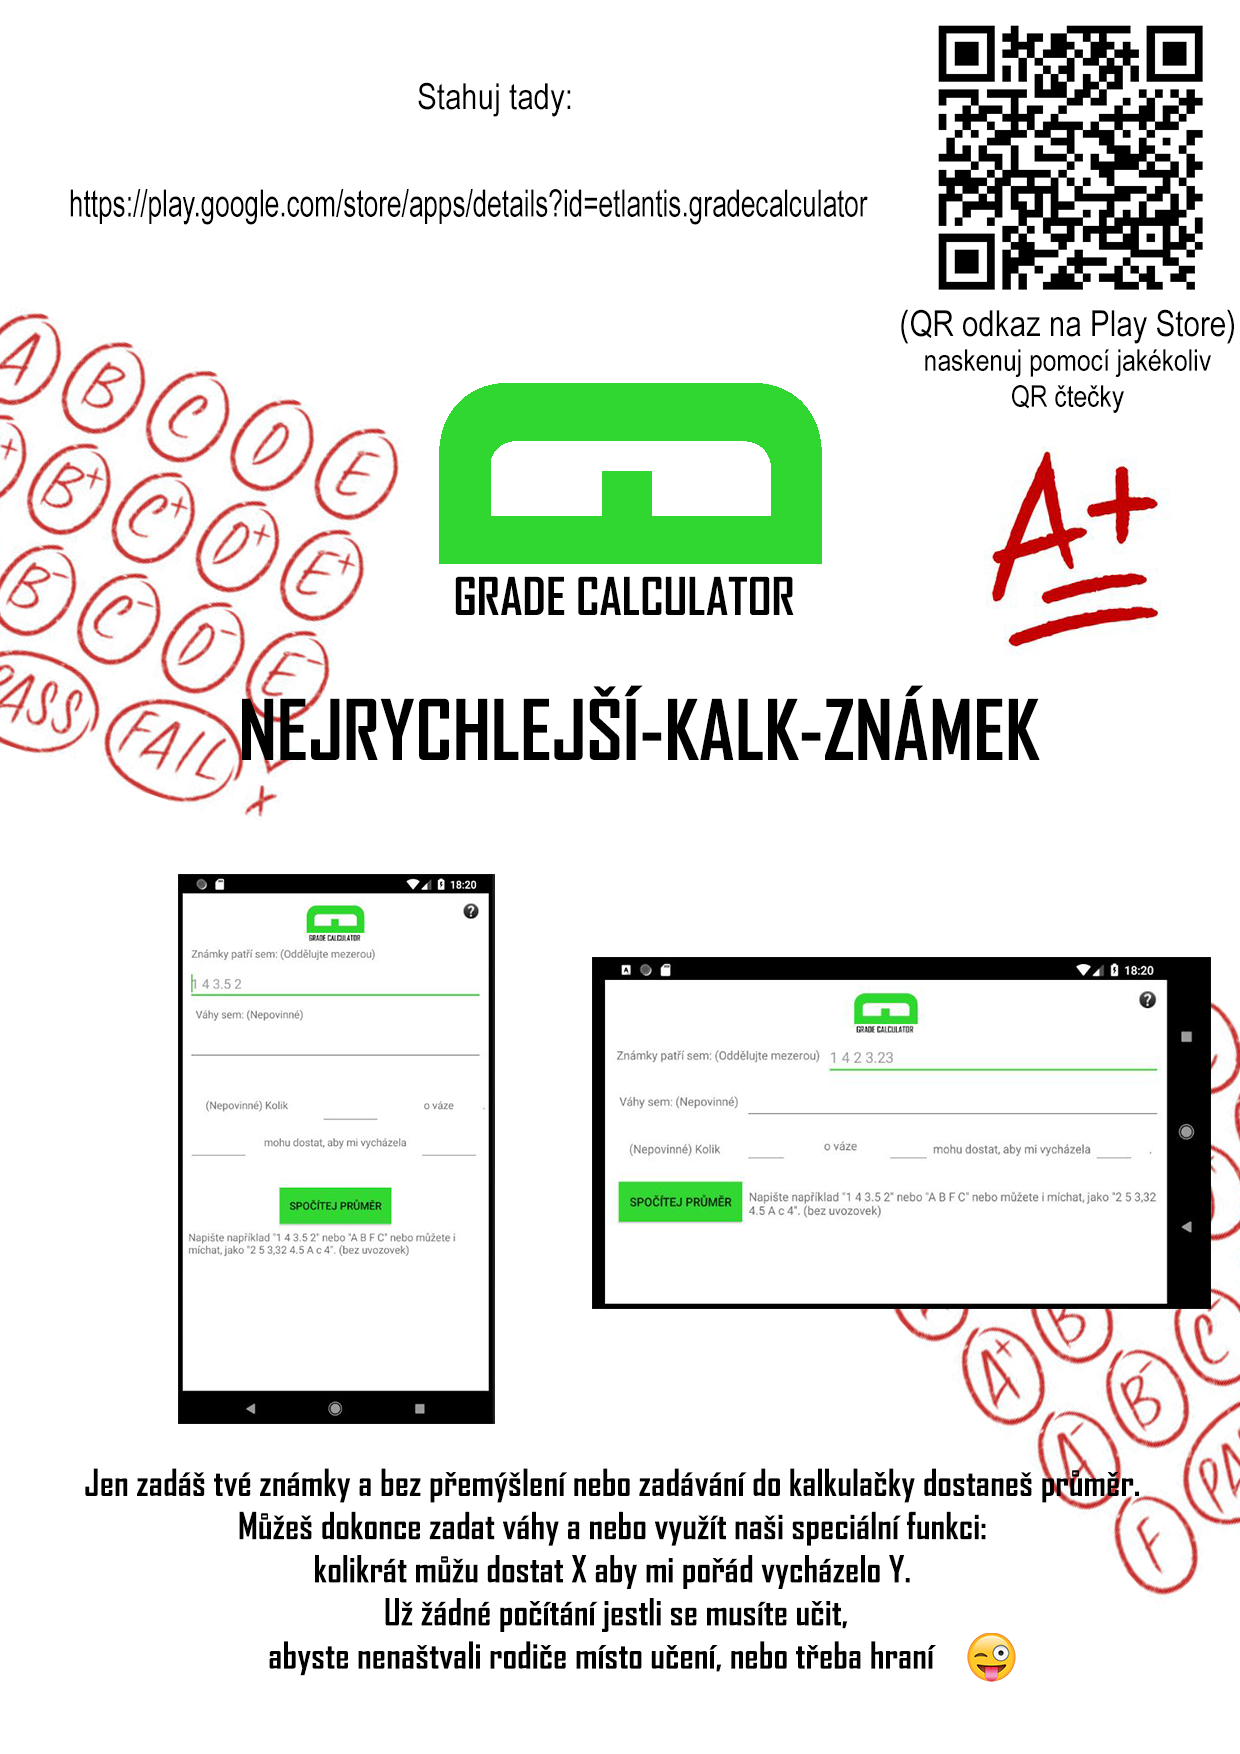 Stahuj tady:
https://play.google.com/store/apps/details?id=etlantis.gradecalculator
(QR odkaz na Play Store)
naskenuj pomocí jakékoliv
QR čtečky
A B C D E
+ B+ C+ D+ E+
B- C- D- E-
PASS FAIL
A+
GRADE CALCULATOR
NEJRYCHLEJŠÍ-KALK-ZNÁMEK
18:20
?
GRADE CALCULATOR
Známky patří sem: (Oddělujte mezerou)
1 4 3.5 2
Váhy sem: (Nepovinné)
(Nepovinné) Kolik o váze .
mohu dostat, aby mi vycházela
SPOČÍTEJ PRŮMĚR
Napište například "1 4 3.5 2" nebo "A B F C" nebo můžete i
míchat, jako "2 5 3,32 4.5 A c 4". (bez uvozovek)
A 18:20
?
GRADE CALCULATOR
Známky patří sem: (Oddělujte mezerou) 1 4 2 3.23
Váhy sem: (Nepovinné)
(Nepovinné) Kolik o váze mohu dostat, aby mi vycházela .
SPOČÍTEJ PRŮMĚR
Napište například "1 4 3.5 2" nebo "A B F C" nebo můžete i míchat, jako "2 5 3,32
4.5 A c 4". (bez uvozovek)
A+ B- C-
A- PA
F
Jen zadáš tvé známky a bez přemýšlení nebo zadávání do kalkulačky dostaneš průměr.
Můžeš dokonce zadat váhy a nebo využít naši speciální funkci:
kolikrát můžu dostat X aby mi pořád vycházelo Y.
Už žádné počítání jestli se musíte učit,
abyste nenaštvali rodiče místo učení, nebo třeba hraní